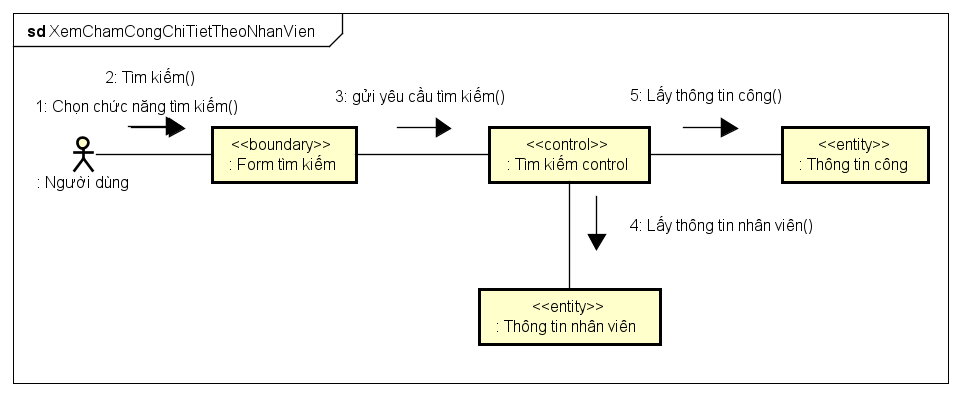 sd XemChamCongChiTietTheoNhanVien
2: Tìm kiếm()
1: Chọn chức năng tìm kiếm()
3: gửi yêu cầu tìm kiếm()
5: Lấy thông tin công()
<<boundary>>
: Form tìm kiếm
<<control>>
: Tìm kiếm control
<<entity>>
: Thông tin công
: Người dùng
4: Lấy thông tin nhân viên()
<<entity>>
: Thông tin nhân viên